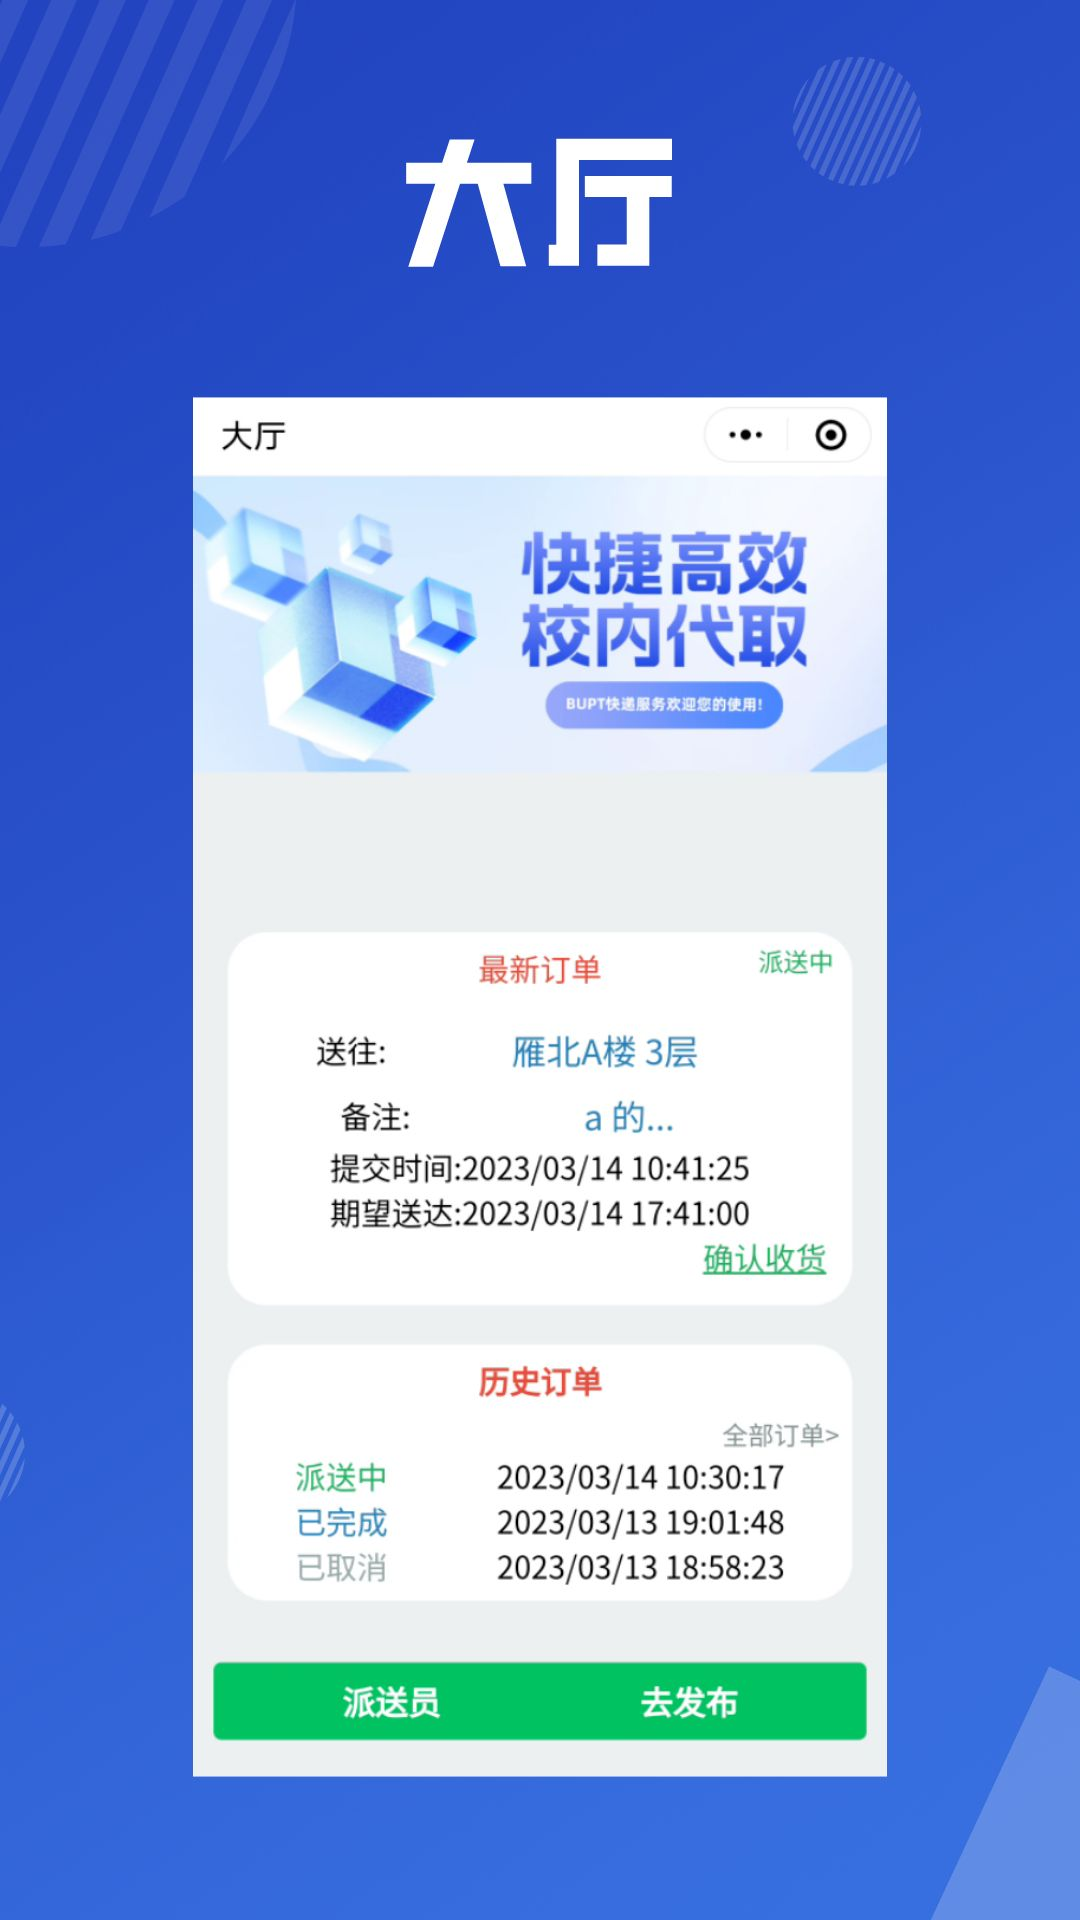 大厅
大厅
快捷高效
校内代取
BUPT快递服务欢迎您的使用!
最新订单
派送中
送往:
雁北A楼 3层
备注:
a 的...
提交时间:2023/03/14 10:41:25
期望送达:2023/03/14 17:41:00
确认收货
历史订单
全部订单>
派送中 2023/03/14 10:30:17
已完成 2023/03/13 19:01:48
已取消 2023/03/13 18:58:23
派送员 去发布